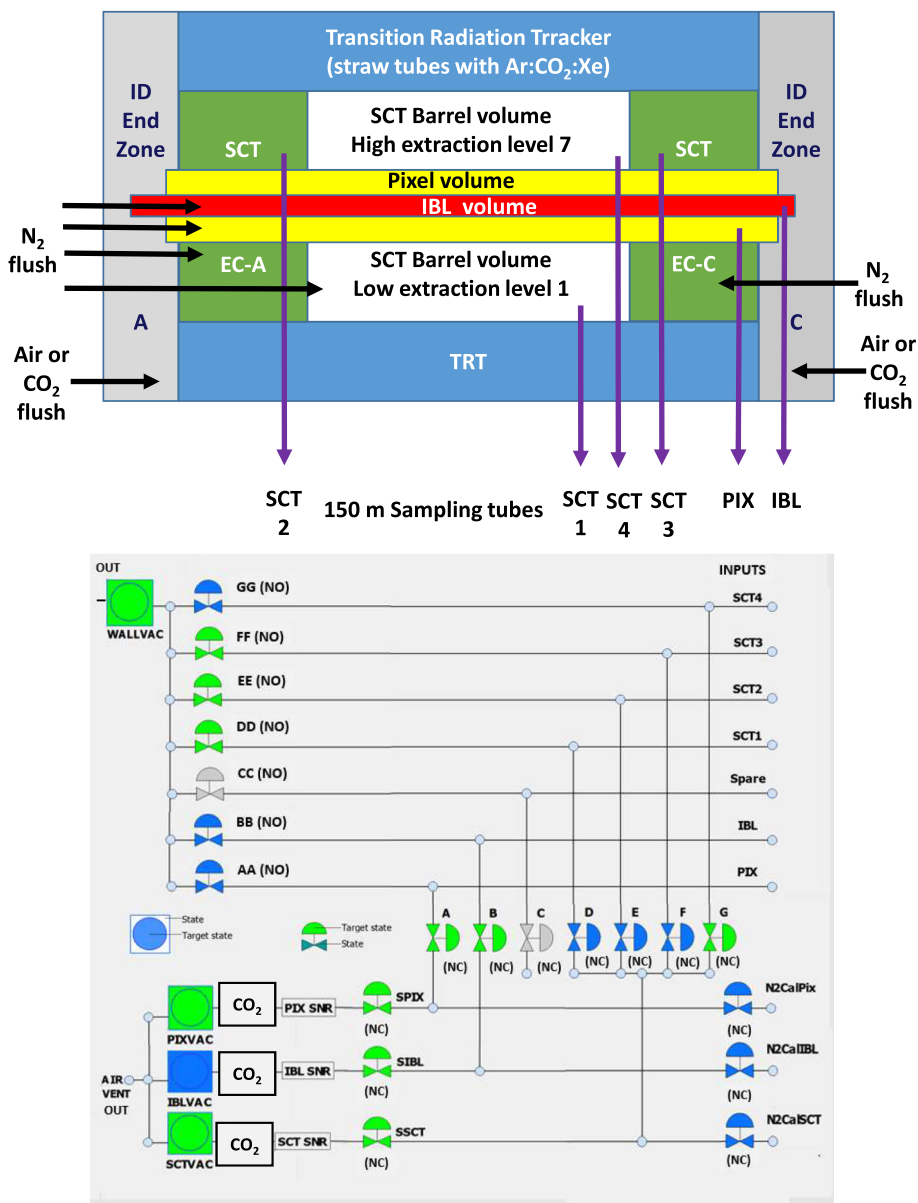 Transition Radiation Trracker
(straw tubes with Ar:CO₂:Xe)
ID
End
Zone
SCT Barrel volume
High extraction level 7
ID
End
Zone
SCT
SCT
Pixel volume
IBL volume
N₂
flush
EC-A
SCT Barrel volume
Low extraction level 1
EC-C
N₂
flush
A
C
Air or
CO₂
flush
TRT
Air or
CO₂
flush
SCT
2
150 m Sampling tubes
SCT
1
SCT
4
SCT
3
PIX
IBL
OUT
INPUTS
WALLVAC
GG (NO)
SCT4
FF (NO)
SCT3
EE (NO)
SCT2
DD (NO)
SCT1
CC (NO)
Spare
BB (NO)
IBL
AA (NO)
PIX
State
Target state
Target state
State
A
B
C
D
E
F
G
(NC)
(NC)
(NC)
(NC)
(NC)
(NC)
(NC)
PIXVAC
CO₂
PIX SNR
SPIX
(NC)
N2CalPix
(NC)
AIR
VENT
OUT
IBLVAC
CO₂
IBL SNR
SIBL
(NC)
N2CalIBL
(NC)
SCTVAC
CO₂
SCT SNR
SSCT
(NC)
N2CalSCT
(NC)